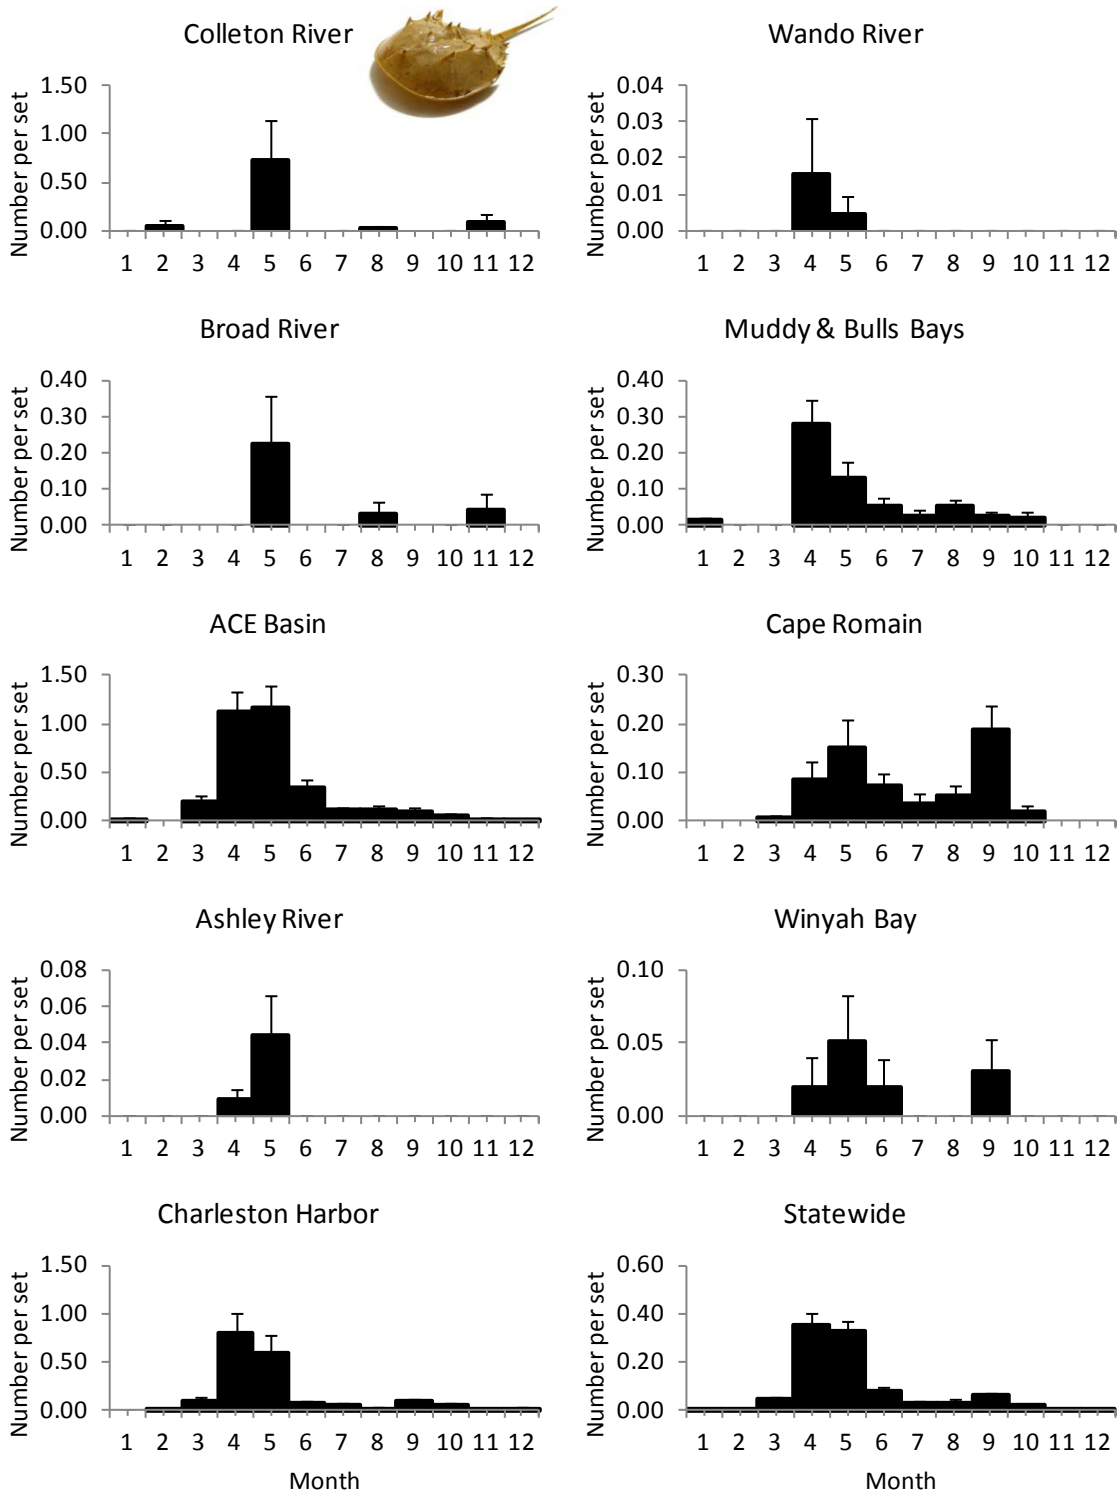 Colleton River
Number per set
1.50
1.00
0.50
0.00
1 2 3 4 5 6 7 8 9 10 11 12
Wando River
Number per set
0.04
0.03
0.02
0.01
0.00
1 2 3 4 5 6 7 8 9 10 11 12
Broad River
Number per set
0.40
0.30
0.20
0.10
0.00
1 2 3 4 5 6 7 8 9 10 11 12
Muddy & Bulls Bays
Number per set
0.40
0.30
0.20
0.10
0.00
1 2 3 4 5 6 7 8 9 10 11 12
ACE Basin
Number per set
1.50
1.00
0.50
0.00
1 2 3 4 5 6 7 8 9 10 11 12
Cape Romain
Number per set
0.30
0.20
0.10
0.00
1 2 3 4 5 6 7 8 9 10 11 12
Ashley River
Number per set
0.08
0.06
0.04
0.02
0.00
1 2 3 4 5 6 7 8 9 10 11 12
Winyah Bay
Number per set
0.10
0.05
0.00
1 2 3 4 5 6 7 8 9 10 11 12
Charleston Harbor
Number per set
1.50
1.00
0.50
0.00
1 2 3 4 5 6 7 8 9 10 11 12
Month
Statewide
Number per set
0.60
0.40
0.20
0.00
1 2 3 4 5 6 7 8 9 10 11 12
Month